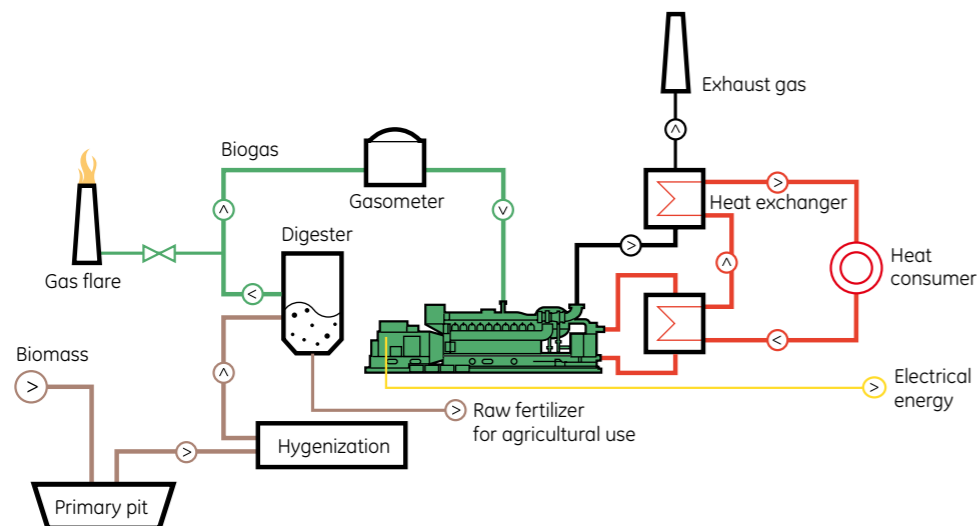 Exhaust gas
Biogas
Gasometer
Heat exchanger
Digester
Gas flare
Heat
consumer
Biomass
Electrical
energy
Raw fertilizer
for agricultural use
Hygenization
Primary pit